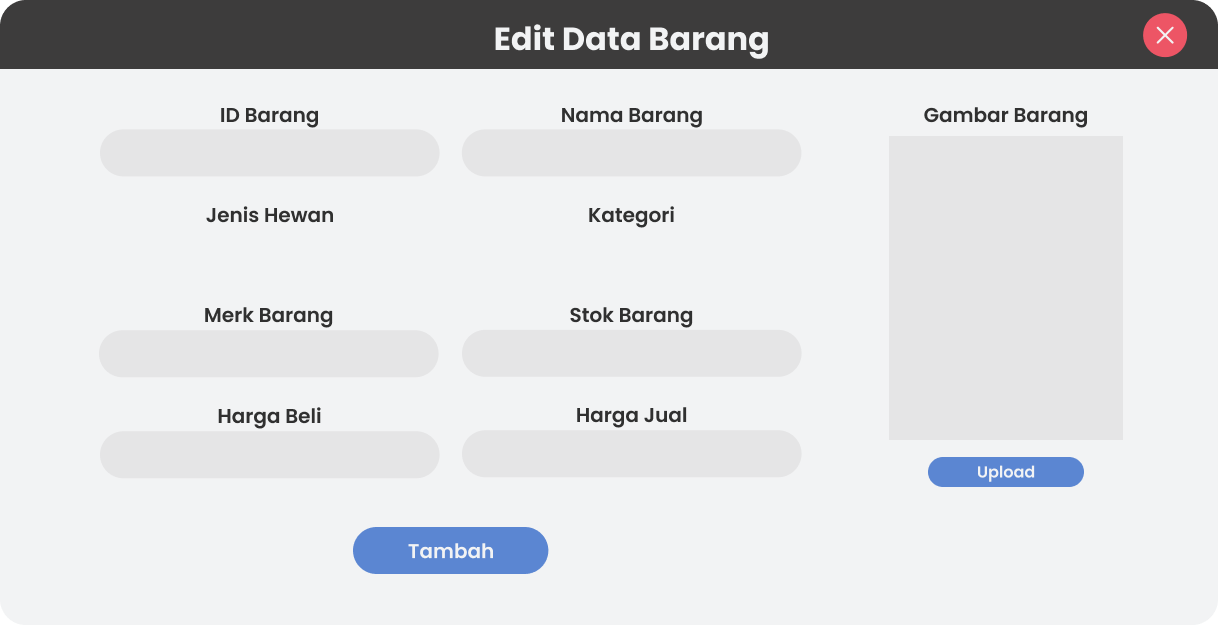 Edit Data Barang
ID Barang
Nama Barang
Gambar Barang
Jenis Hewan
Kategori
Merk Barang
Stok Barang
Harga Beli
Harga Jual
Upload
Tambah